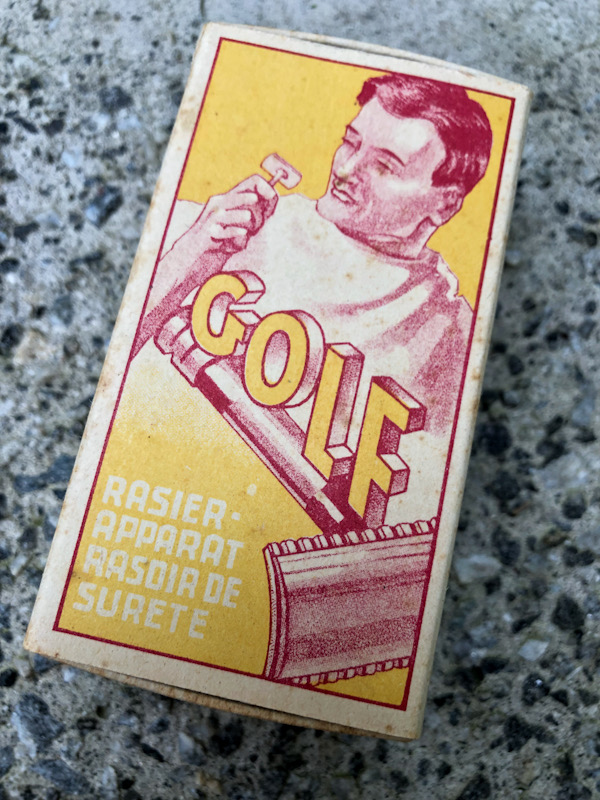 GOLF
RASIER-
APPARAT
RASOIR DE
SURETE